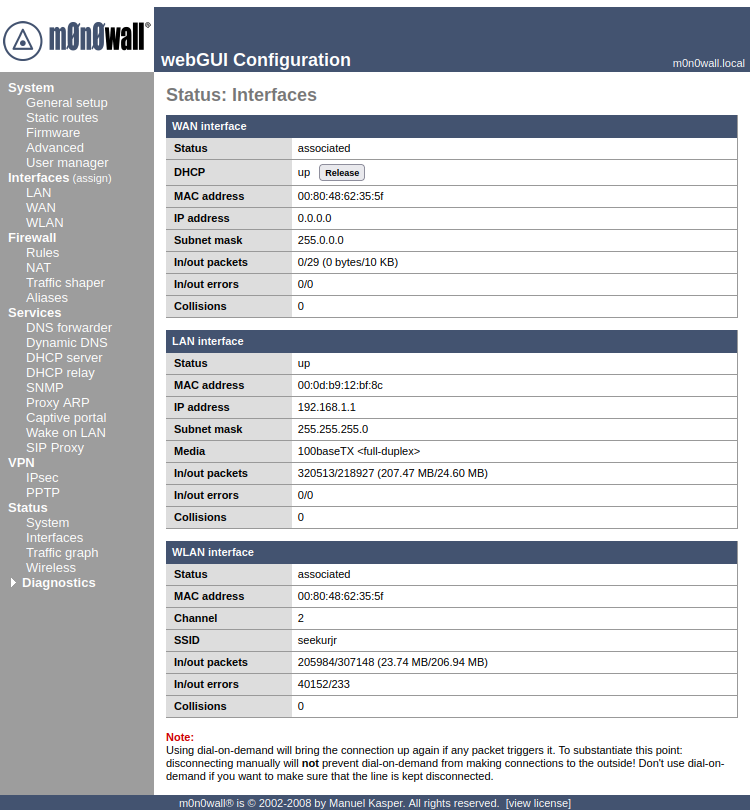 m0n0wall®
webGUI Configuration
m0n0wall.local
System
General setup
Static routes
Firmware
Advanced
User manager
Interfaces (assign)
LAN
WAN
WLAN
Firewall
Rules
NAT
Traffic shaper
Aliases
Services
DNS forwarder
Dynamic DNS
DHCP server
DHCP relay
SNMP
Proxy ARP
Captive portal
Wake on LAN
SIP Proxy
VPN
IPsec
PPTP
Status
System
Interfaces
Traffic graph
Wireless
Diagnostics
Status: Interfaces
WAN interface
Status associated
DHCP up Release
MAC address 00:80:48:62:35:5f
IP address 0.0.0.0
Subnet mask 255.0.0.0
In/out packets 0/29 (0 bytes/10 KB)
In/out errors 0/0
Collisions 0
LAN interface
Status up
MAC address 00:0d:b9:12:bf:8c
IP address 192.168.1.1
Subnet mask 255.255.255.0
Media 100baseTX <full-duplex>
In/out packets 320513/218927 (207.47 MB/24.60 MB)
In/out errors 0/0
Collisions 0
WLAN interface
Status associated
MAC address 00:80:48:62:35:5f
Channel 2
SSID seekurjr
In/out packets 205984/307148 (23.74 MB/206.94 MB)
In/out errors 40152/233
Collisions 0
Note:
Using dial-on-demand will bring the connection up again if any packet triggers it. To substantiate this point:
disconnecting manually will not prevent dial-on-demand from making connections to the outside! Don't use dial-on-
demand if you want to make sure that the line is kept disconnected.
m0n0wall® is © 2002-2008 by Manuel Kasper. All rights reserved. [view license]